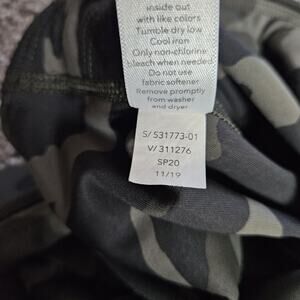 inside out
with like colors
Tumble dry low
Cool iron
Only non-chlorine
bleach when needed
Do not use
fabric softener
Remove promptly
from washer
and dryer
S/ 531773-01
V/ 311276
SP20
11/19